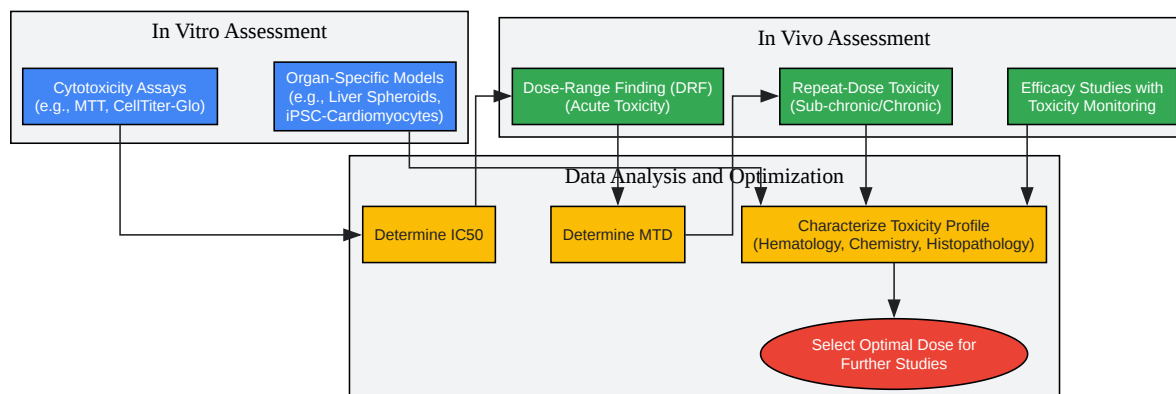 In Vitro Assessment
Cytotoxicity Assays
(e.g., MTT, CellTiter-Glo)
Organ-Specific Models
(e.g., Liver Spheroids,
iPSC-Cardiomyocytes)
In Vivo Assessment
Dose-Range Finding (DRF)
(Acute Toxicity)
Repeat-Dose Toxicity
(Sub-chronic/Chronic)
Efficacy Studies with
Toxicity Monitoring
Data Analysis and Optimization
Determine IC50
Determine MTD
Characterize Toxicity Profile
(Hematology, Chemistry, Histopathology)
Select Optimal Dose for
Further Studies